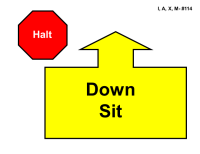 I, A, X, M- 8114
Halt
Down
Sit